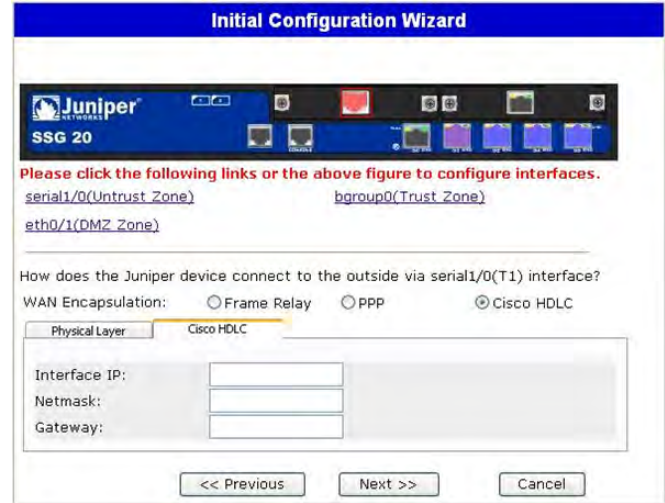 Initial Configuration Wizard
Juniper
NETWORKS
SSG 20
CONSOLE
Please click the following links or the above figure to configure interfaces.
serial1/0(Untrust Zone) bgroup0(Trust Zone)
eth0/1(DMZ Zone)
How does the Juniper device connect to the outside via serial1/0(T1) interface?
WAN Encapsulation: Frame Relay PPP Cisco HDLC
Physical Layer Cisco HDLC
Interface IP:
Netmask:
Gateway:
<< Previous Next >> Cancel